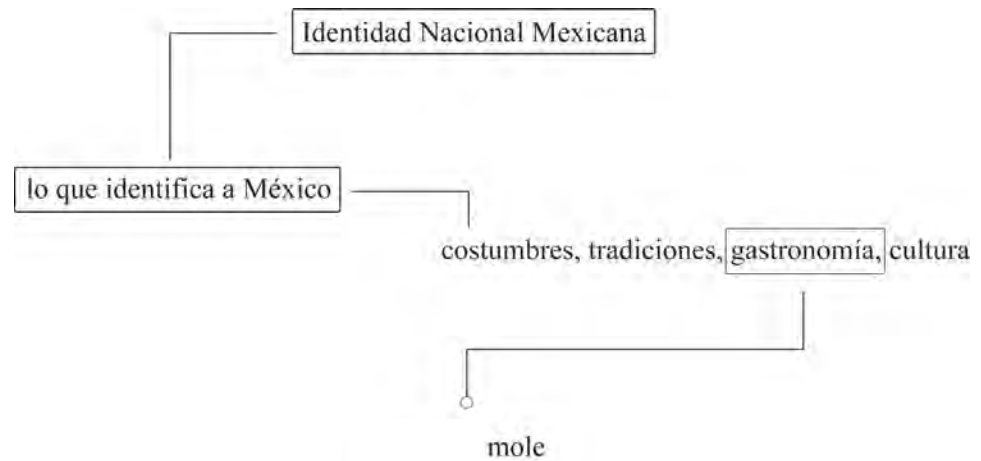 Identidad Nacional Mexicana
lo que identifica a México
costumbres, tradiciones, gastronomía, cultura
mole